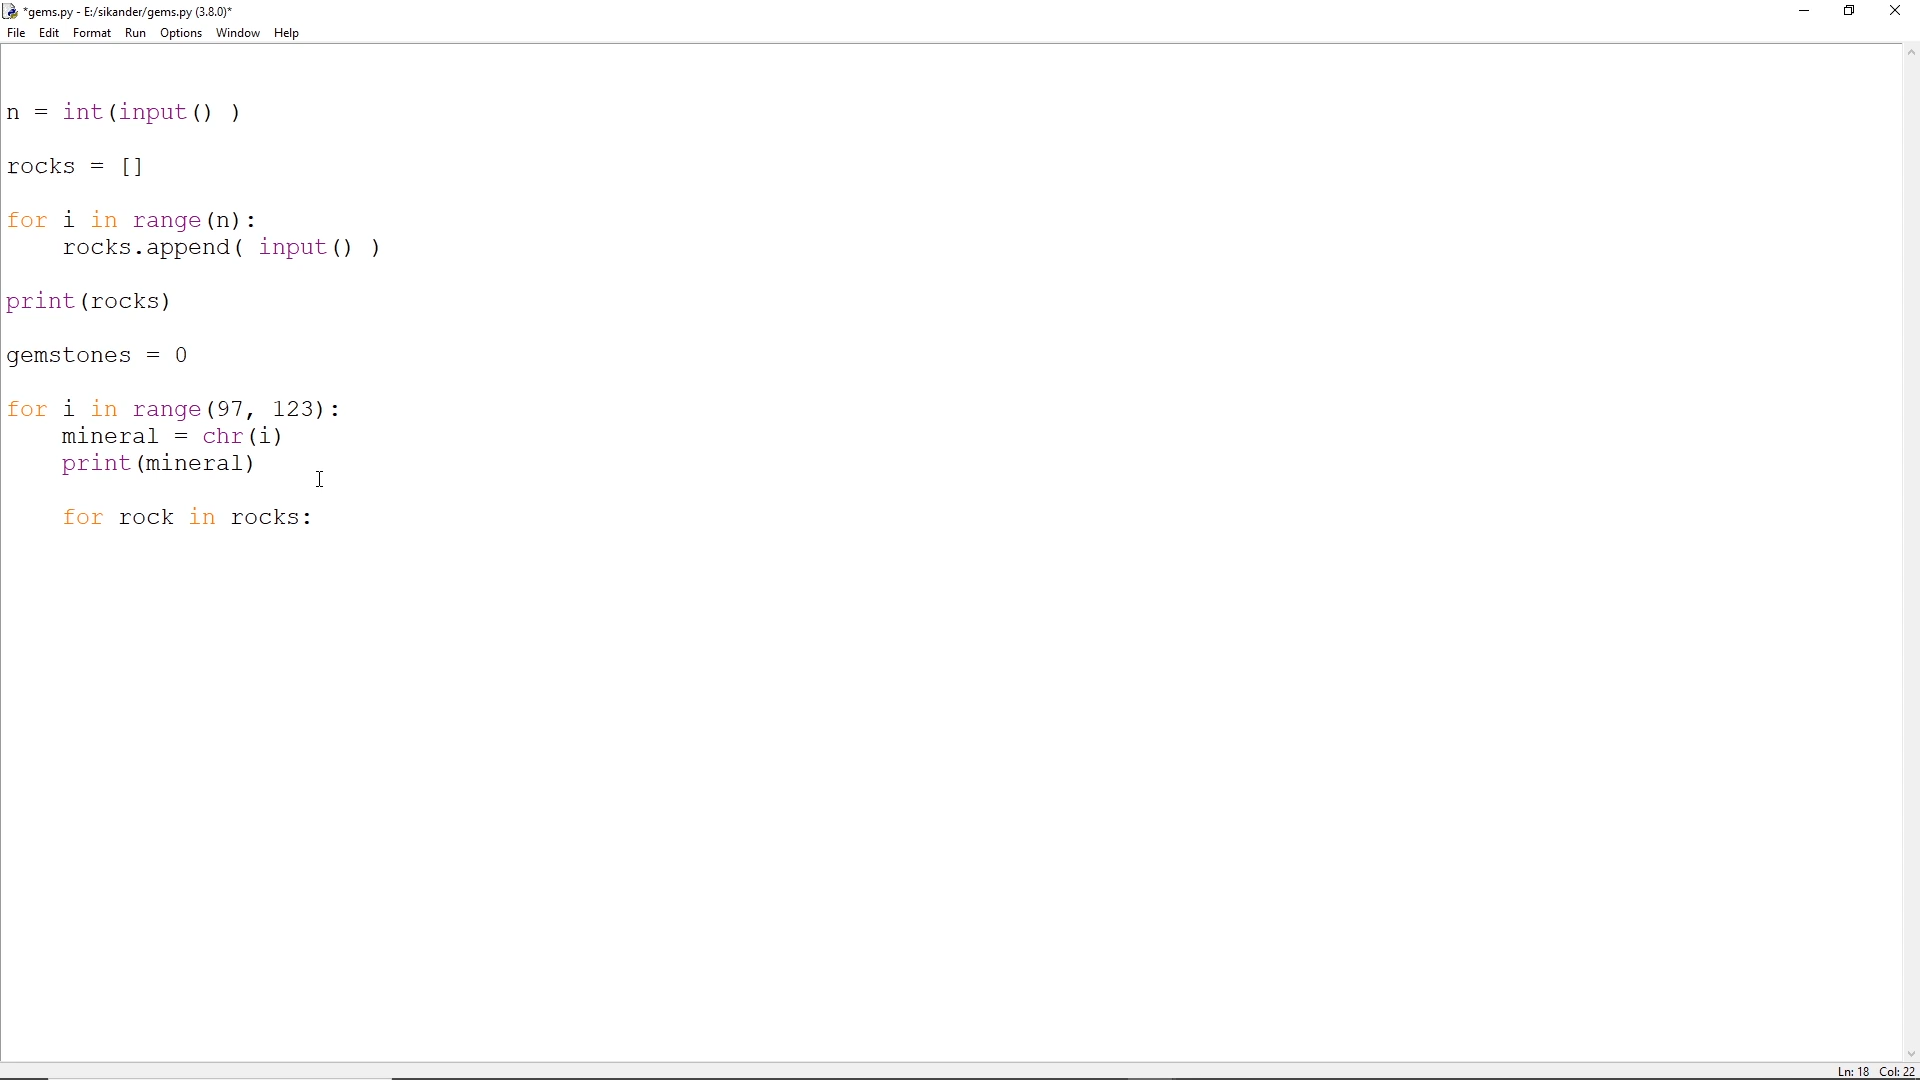 *gems.py - E:/sikander/gems.py (3.8.0)*
File Edit Format Run Options Window Help
n = int(input() )
rocks = []
for i in range(n):
    rocks.append( input() )
print(rocks)
gemstones = 0
for i in range(97, 123):
    mineral = chr(i)
    print(mineral)
    for rock in rocks:
Ln: 18 Col: 22